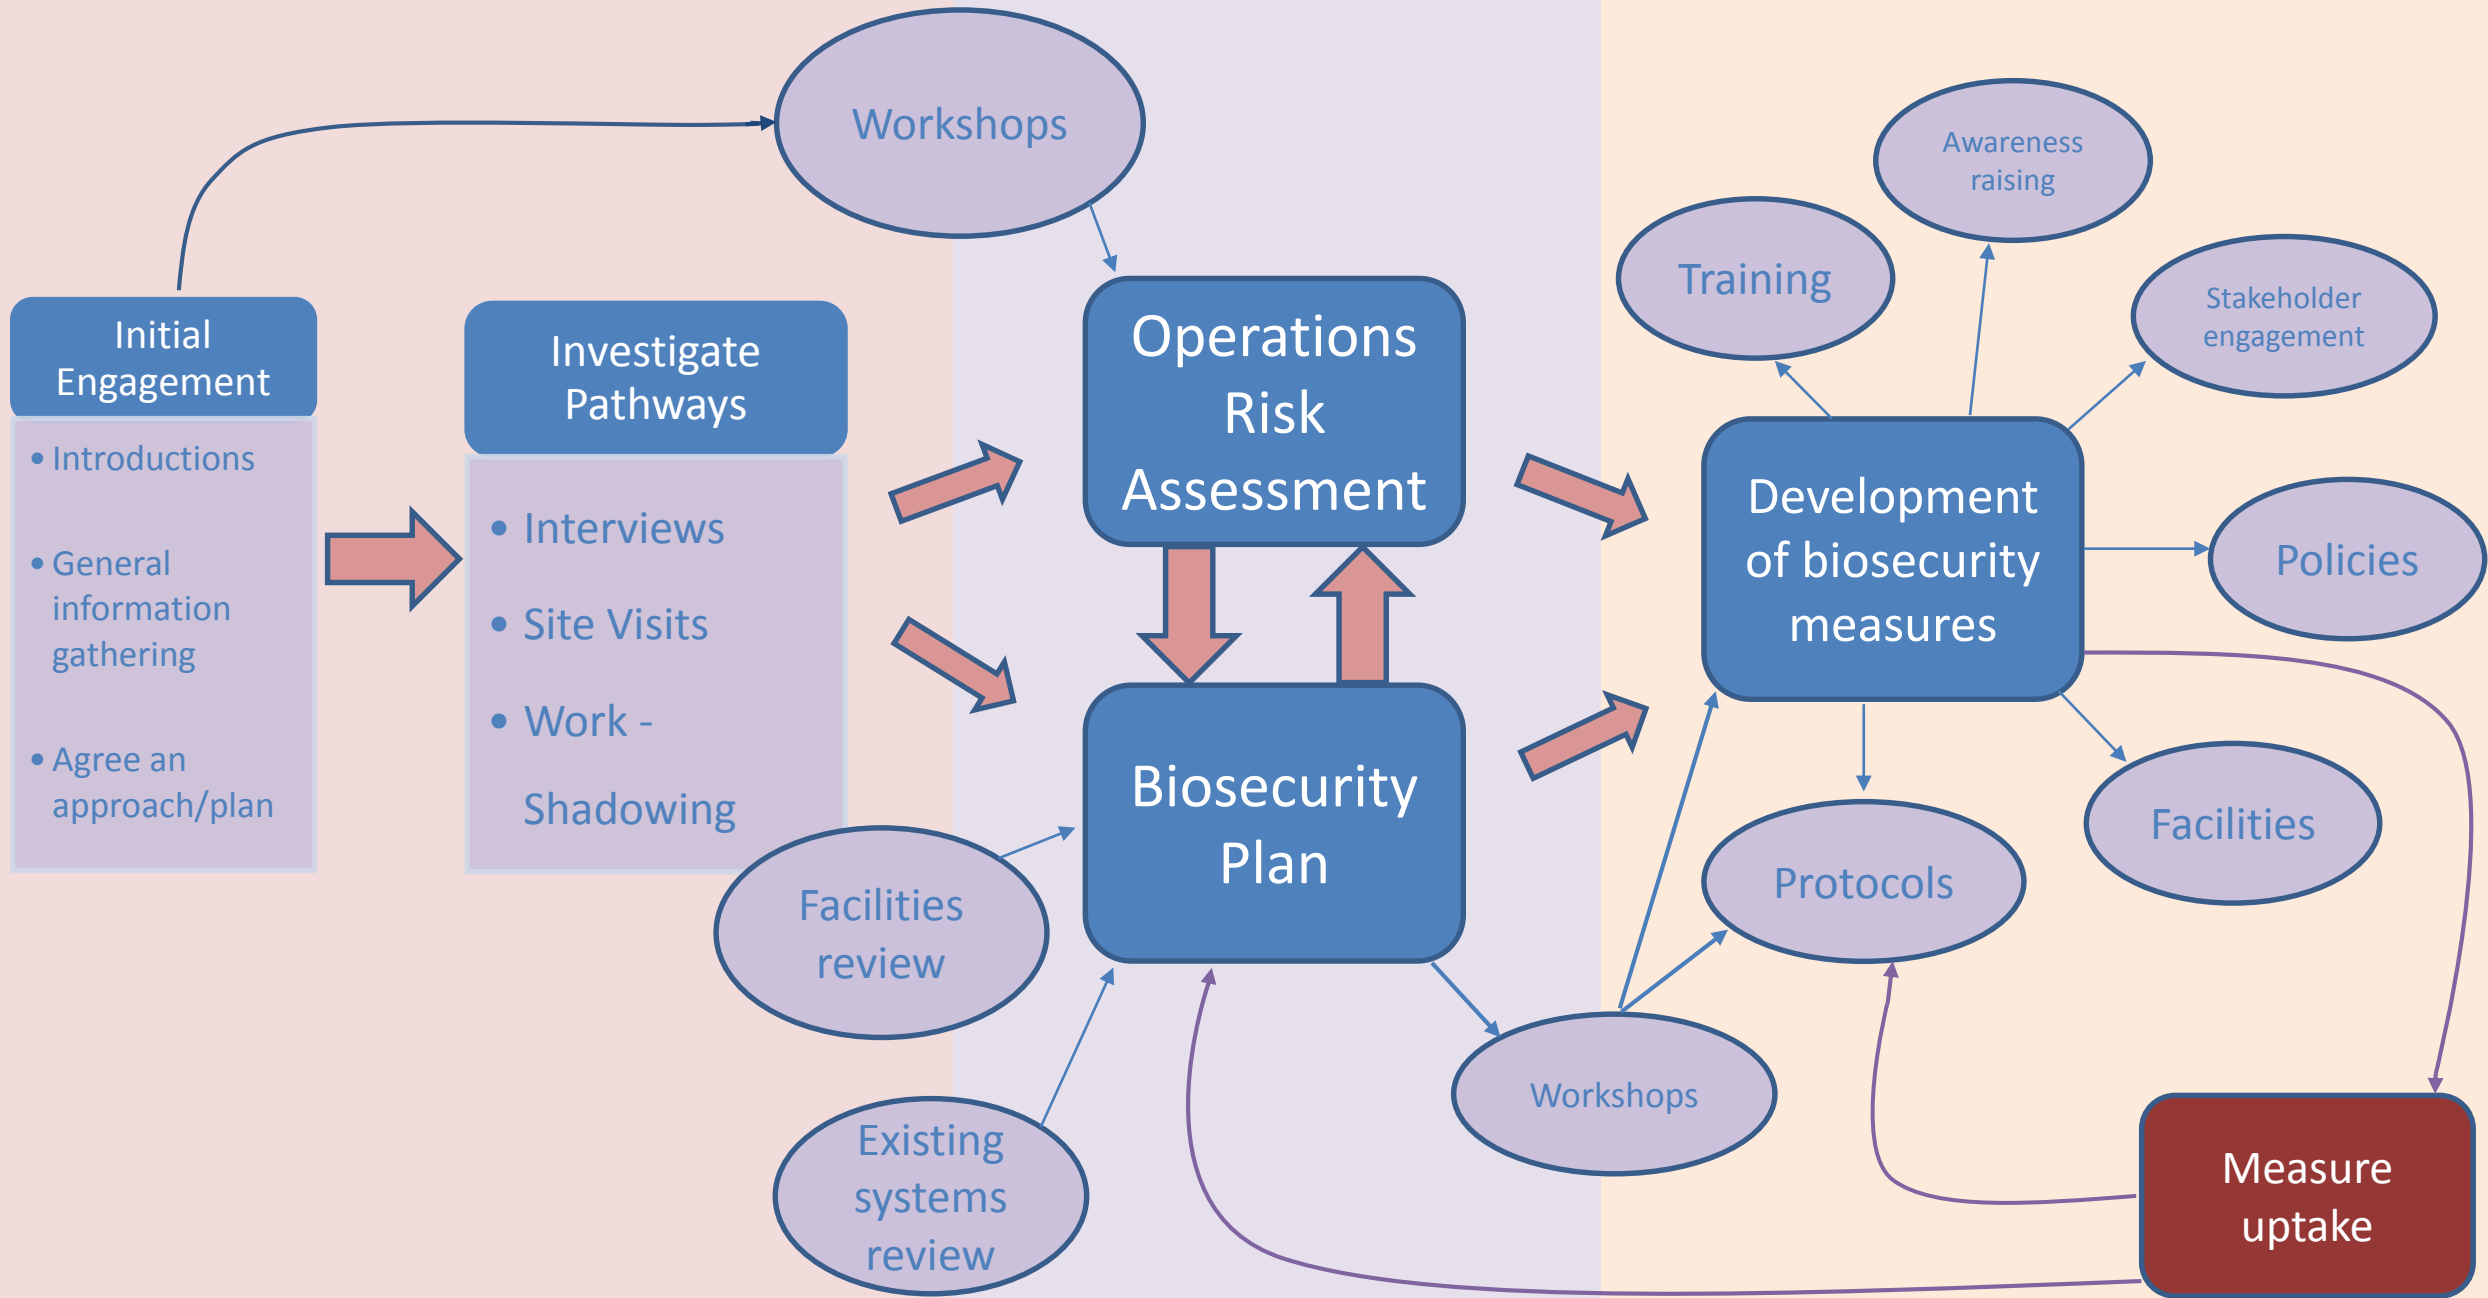 Workshops
Awareness
raising
Training
Stakeholder
engagement
Initial
Engagement
• Introductions
• General
information
gathering
• Agree an
approach/plan
Investigate
Pathways
• Interviews
• Site Visits
• Work -
Shadowing
Operations
Risk
Assessment
Biosecurity
Plan
Development
of biosecurity
measures
Policies
Facilities
Protocols
Facilities
review
Existing
systems
review
Workshops
Measure
uptake